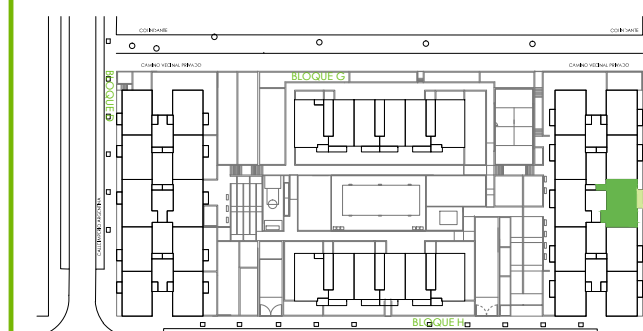 COLINDANTE
COLINDANTE
CAMINO VECINAL PRIVADO
CAMINO VECINAL PRIVADO
BLOQUE G
BLOQUE
BLOQUE H